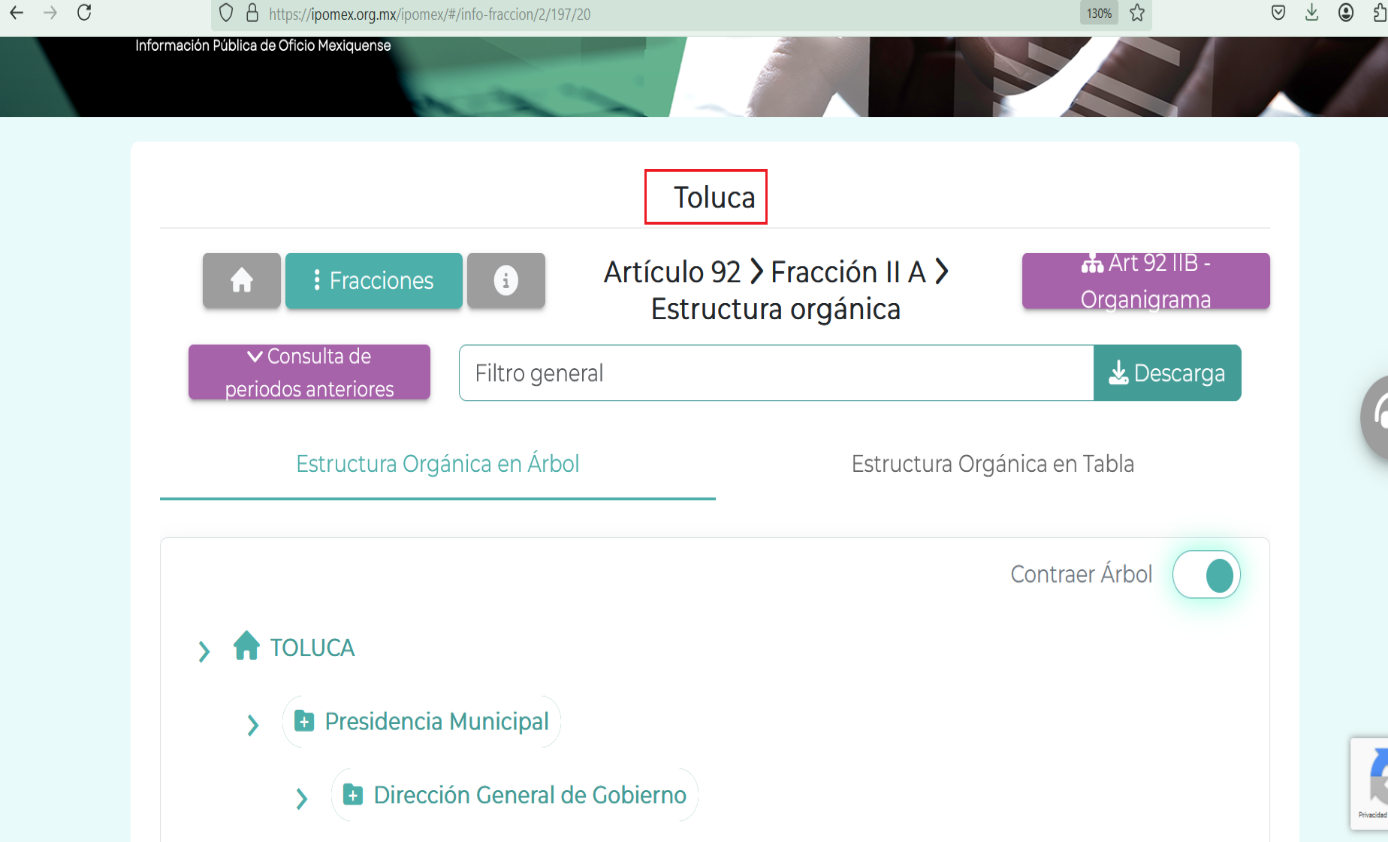 https://ipomex.org.mx/ipomex/#/info-fraccion/2/197/20
130%
Información Pública de Oficio Mexiquense
Toluca
Fracciones
Artículo 92 > Fracción II A >
Estructura orgánica
Art 92 IIB -
Organigrama
Consulta de
periodos anteriores
Filtro general
Descarga
Estructura Orgánica en Árbol
Estructura Orgánica en Tabla
Contraer Árbol
TOLUCA
Presidencia Municipal
Dirección General de Gobierno
Privacidad